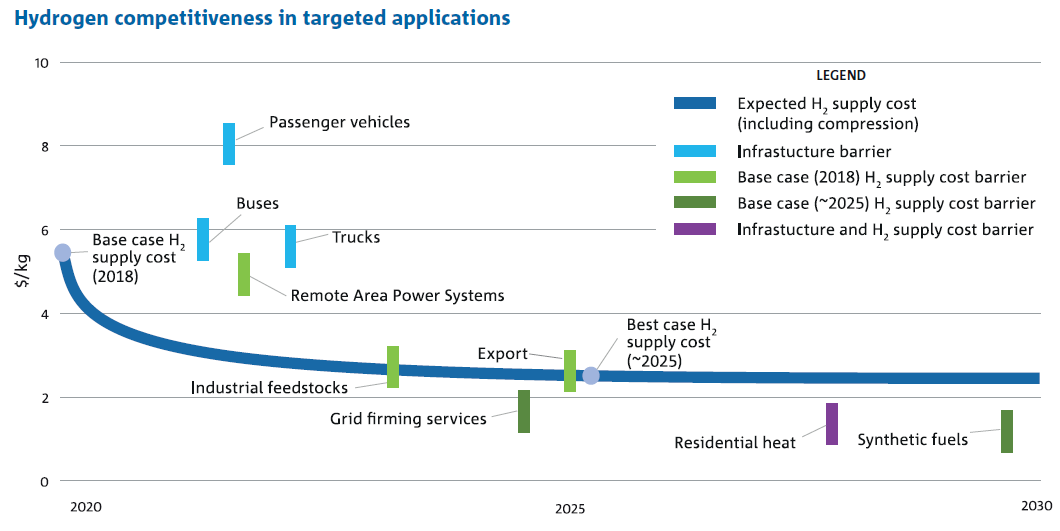 Hydrogen competitiveness in targeted applications
10
LEGEND
Expected H₂ supply cost
(including compression)
Infrastucture barrier
Base case (2018) H₂ supply cost barrier
Base case (~2025) H₂ supply cost barrier
Infrastucture and H₂ supply cost barrier
Passenger vehicles
8
Buses
6
Trucks
Base case H₂
supply cost
(2018)
$/kg
Remote Area Power Systems
4
Best case H₂
supply cost
(~2025)
Export
Industrial feedstocks
2
Grid firming services
Residential heat
Synthetic fuels
0
2020
2025
2030